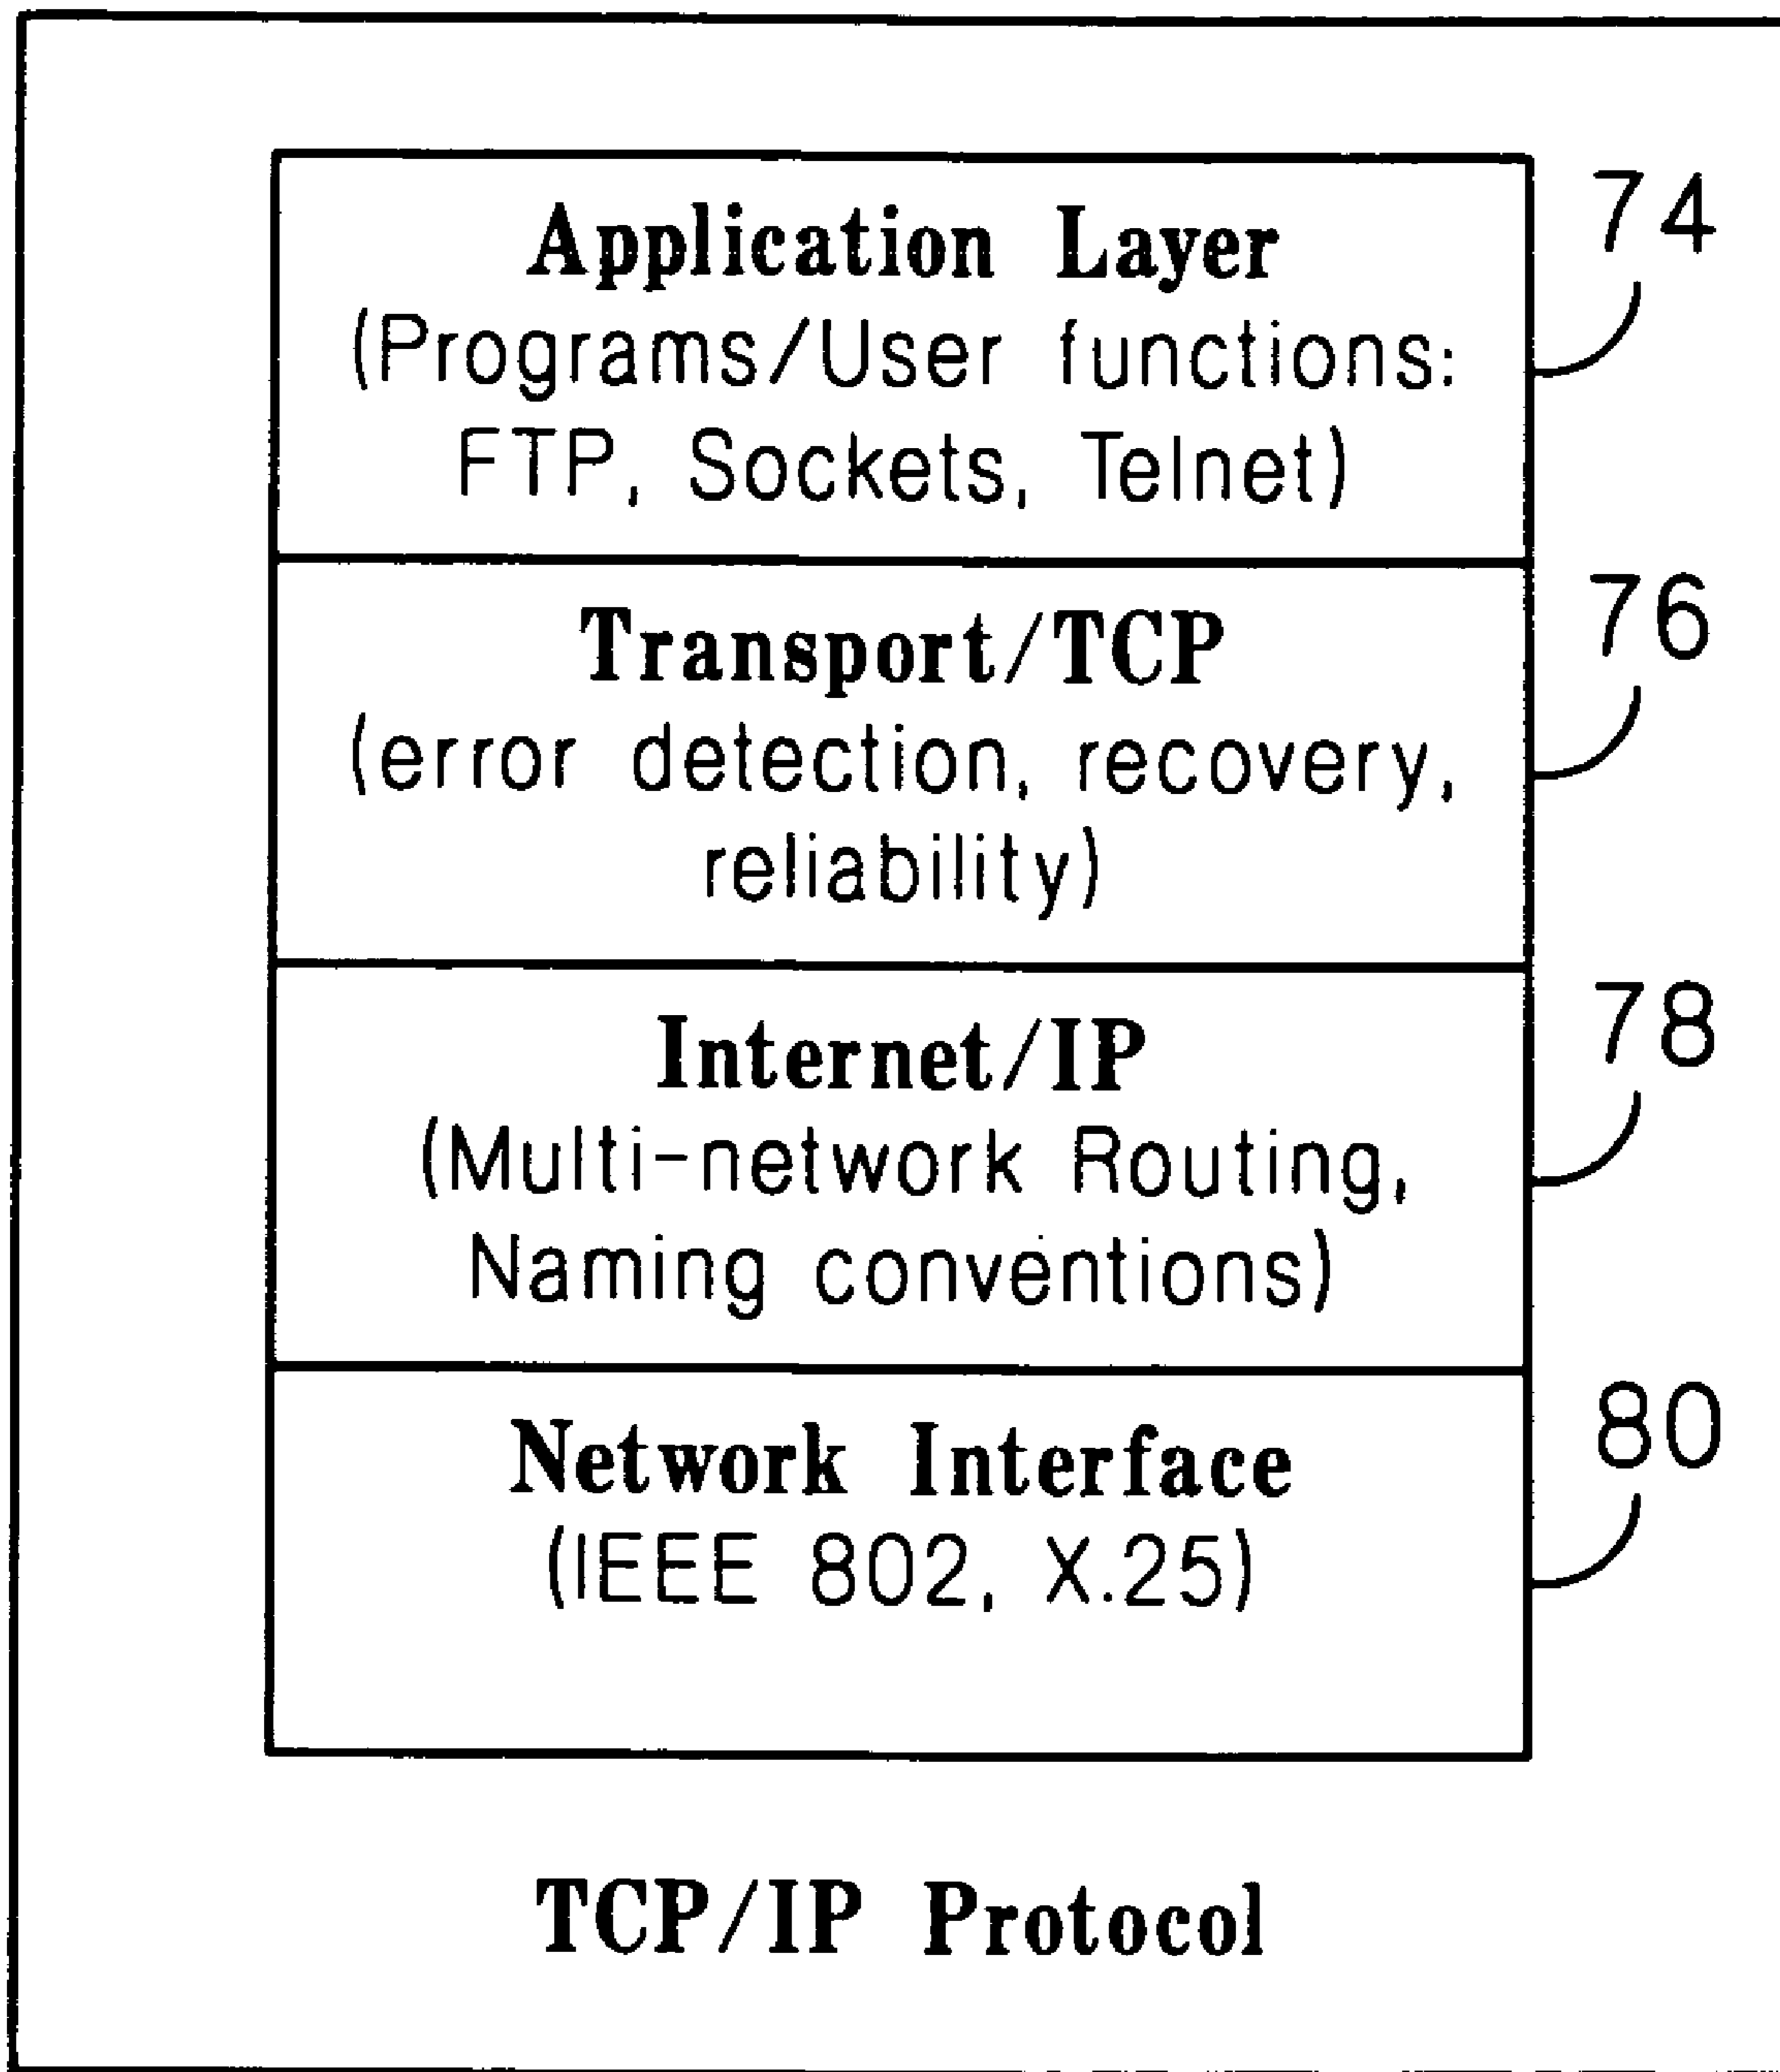 Application Layer
74
(Programs/User functions:
FTP, Sockets, Telnet)
Transport/TCP
76
(error detection, recovery,
reliability)
Internet/IP
78
(Multi-network Routing,
Naming conventions)
Network Interface
80
(IEEE 802, X.25)
TCP/IP Protocol